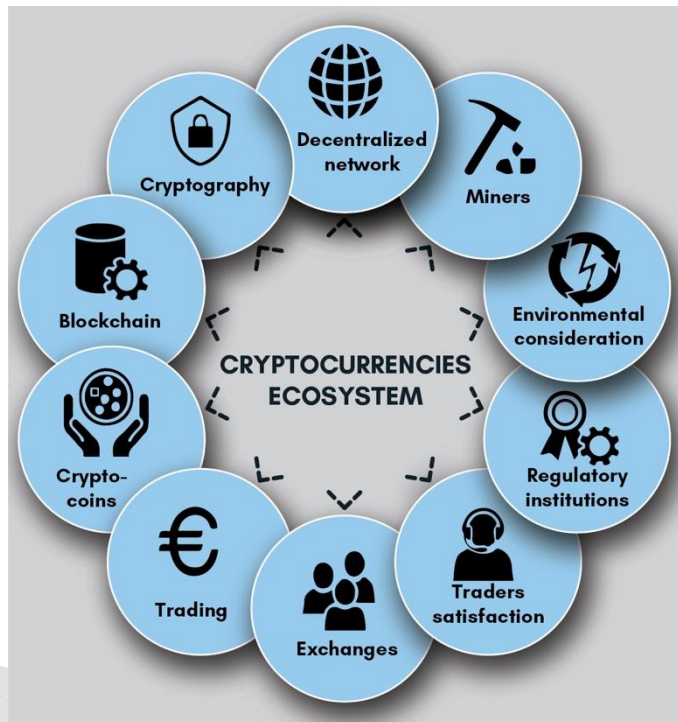 Decentralized
network
Miners
Environmental
consideration
Regulatory
institutions
Traders
satisfaction
Exchanges
€
Trading
Crypto-
coins
Blockchain
Cryptography
CRYPTOCURRENCIES
ECOSYSTEM